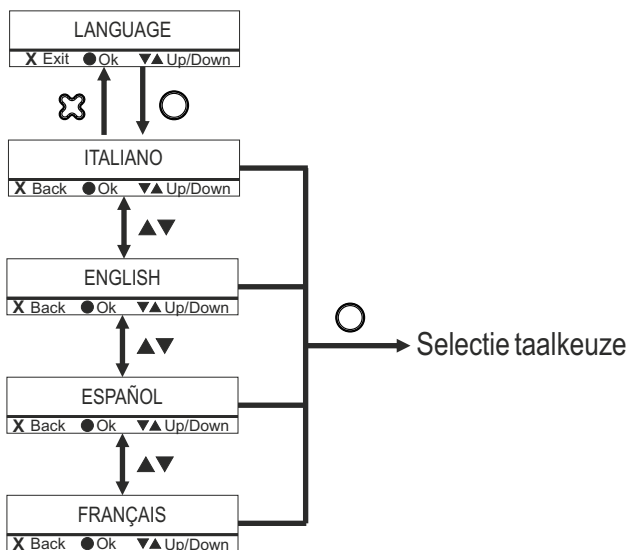 LANGUAGE
X Exit ●Ok ▼▲Up/Down
ITALIANO
X Back ●Ok ▼▲Up/Down
▲▼
ENGLISH
X Back ●Ok ▼▲Up/Down
Selectie taalkeuze
▲▼
ESPAÑOL
X Back ●Ok ▼▲Up/Down
▲▼
FRANÇAIS
X Back ●Ok ▼▲Up/Down